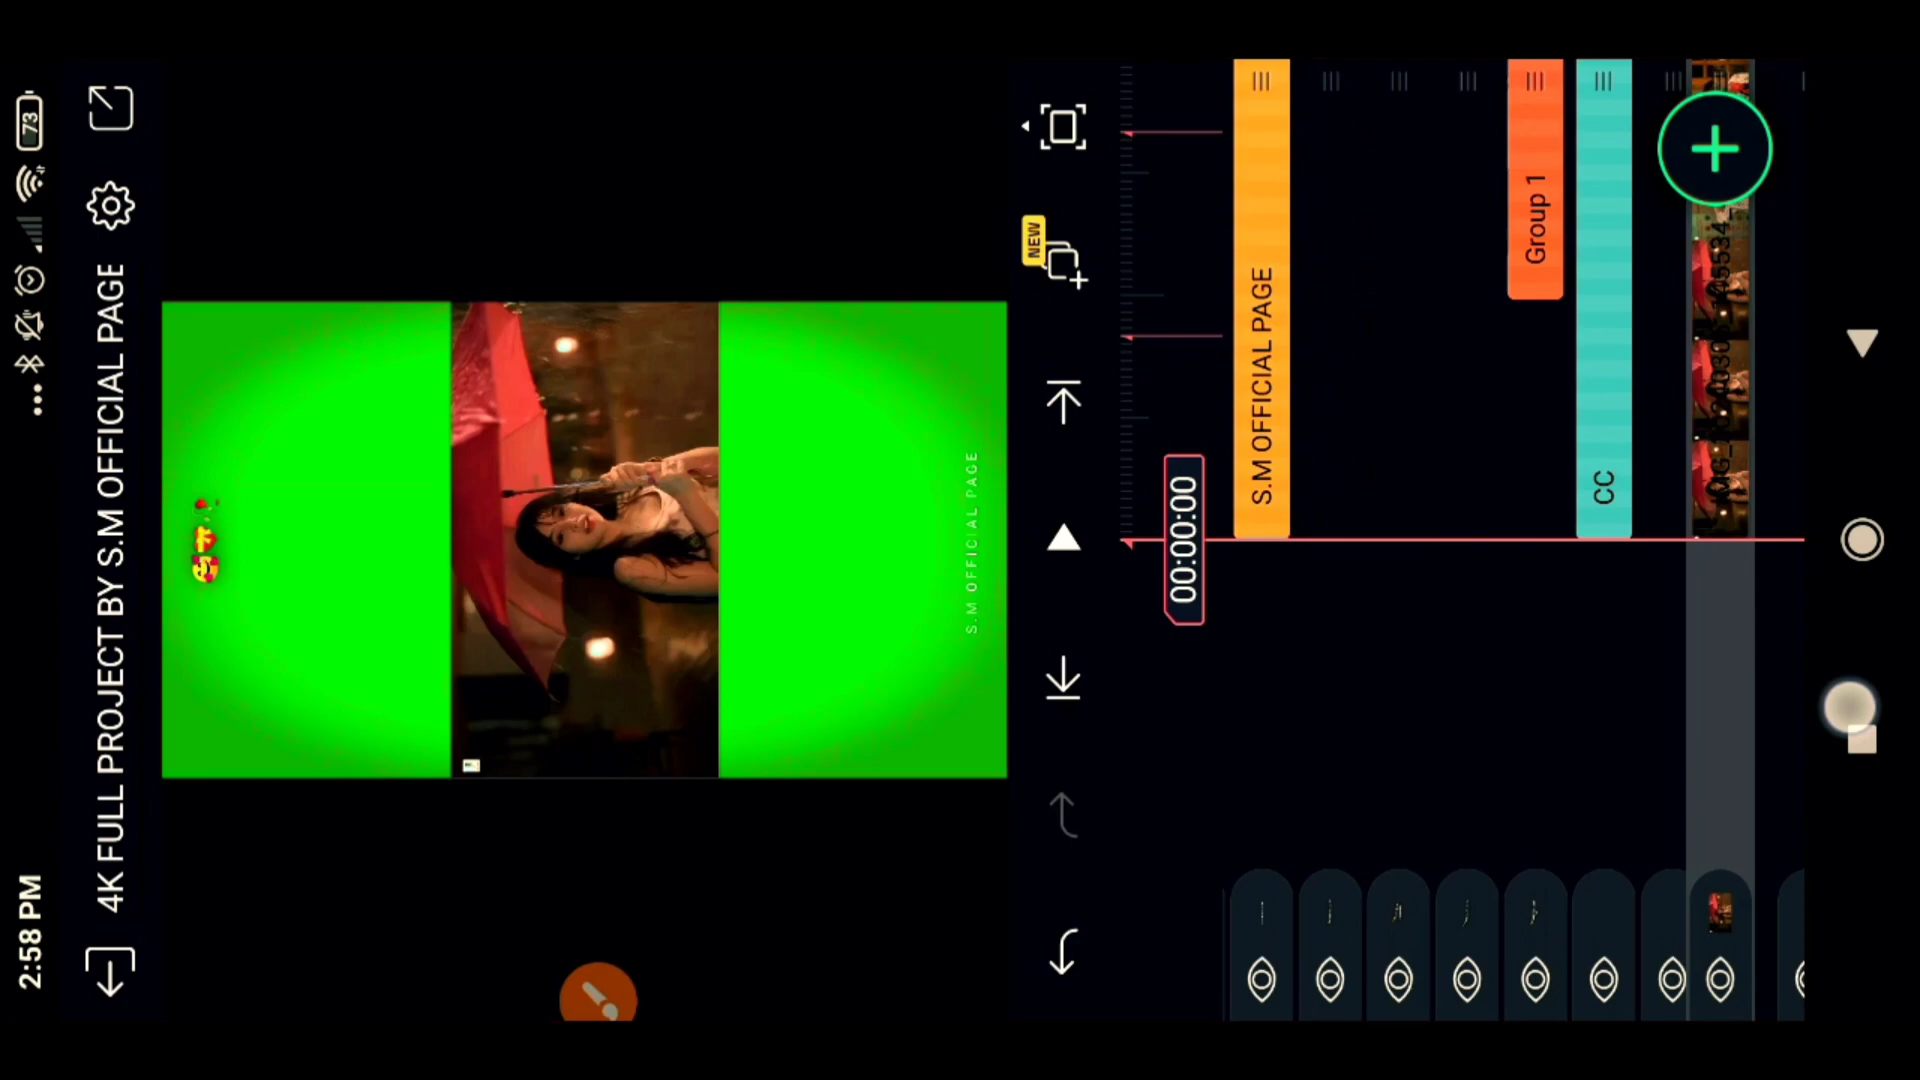 2:58 PM
73
4K FULL PROJECT BY S.M OFFICIAL PAGE
S.M OFFICIAL PAGE
NEW
00:00:00
S.M OFFICIAL PAGE
Group 1
CC